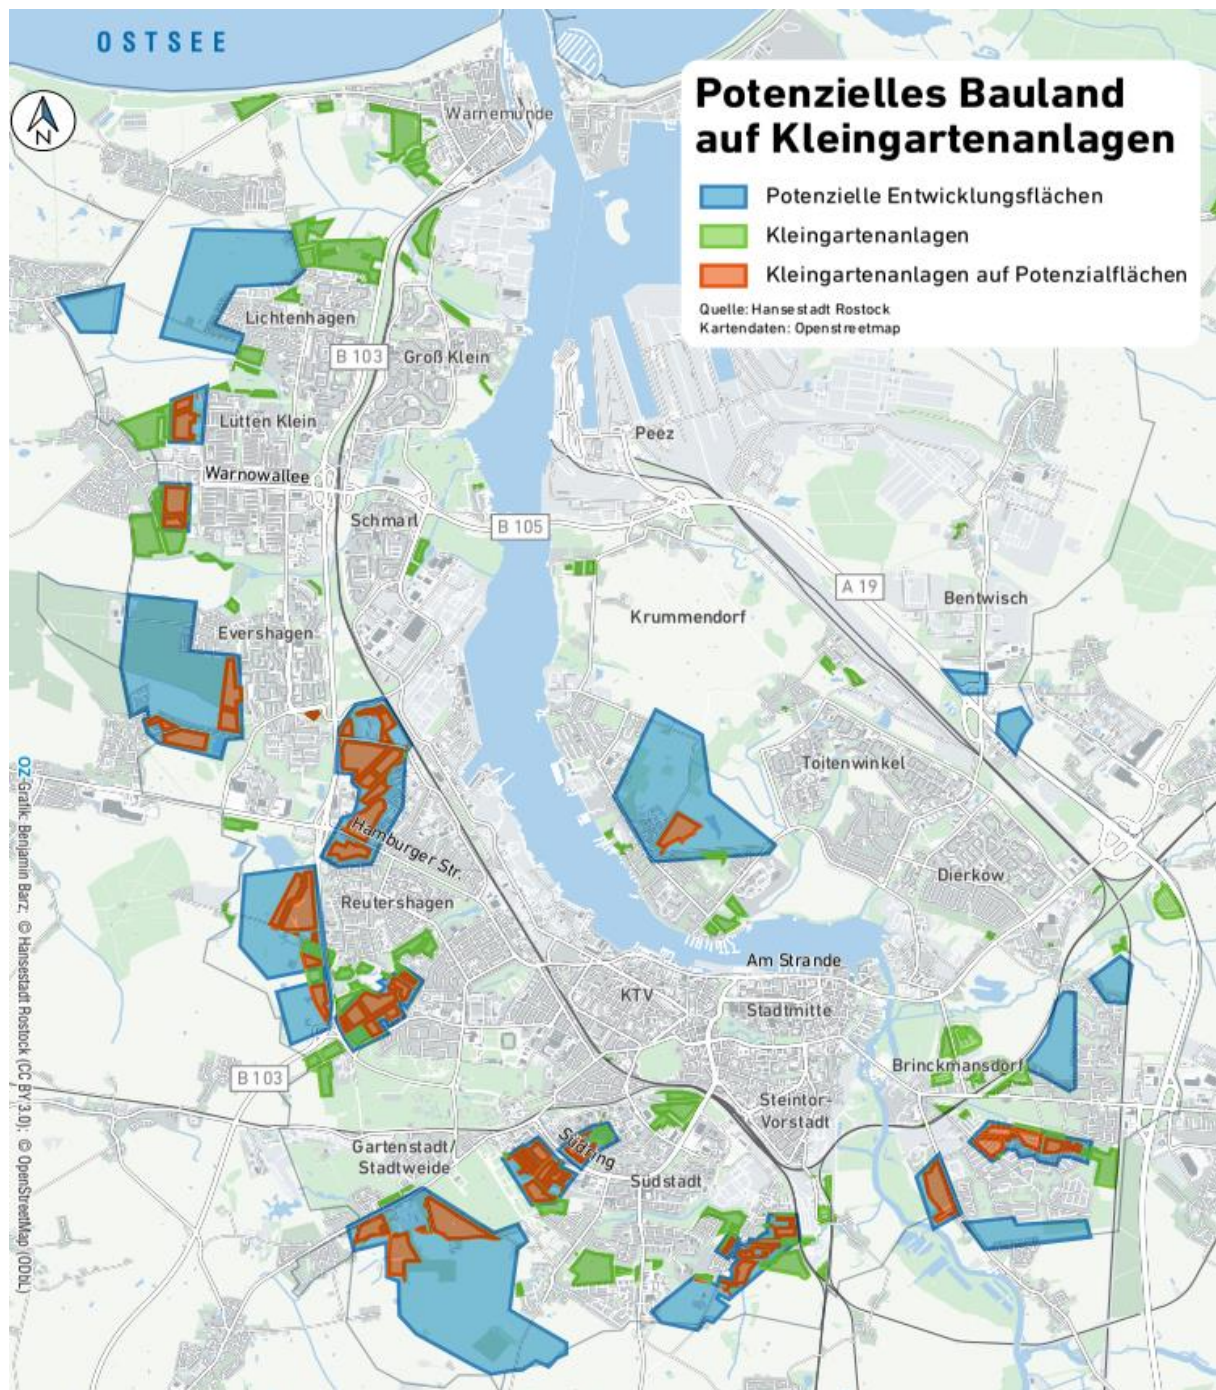 OSTSEE
N
Potenzielles Bauland
auf Kleingartenanlagen
Potenzielle Entwicklungsflächen
Kleingartenanlagen
Kleingartenanlagen auf Potenzialflächen
Quelle: Hansestadt Rostock
Kartendaten: Openstreetmap
Warnemünde
Lichtenhagen
B 103
Groß Klein
Lütten Klein
Peez
Warnowallee
Schmarl
B 105
A 19
Bentwisch
Krummendorf
Evershagen
Toitenwinkel
Hamburger Str.
Dierkow
Reutershagen
Am Strande
KTV
Stadtmitte
B 103
Brinckmansdorf
Steintor-
Vorstadt
Gartenstadt/
Stadtweide
Südring
Südstadt
OZ-Grafik: Benjamin Barz; © Hansestadt Rostock (CC BY 3.0); © OpenStreetMap (ODbL)